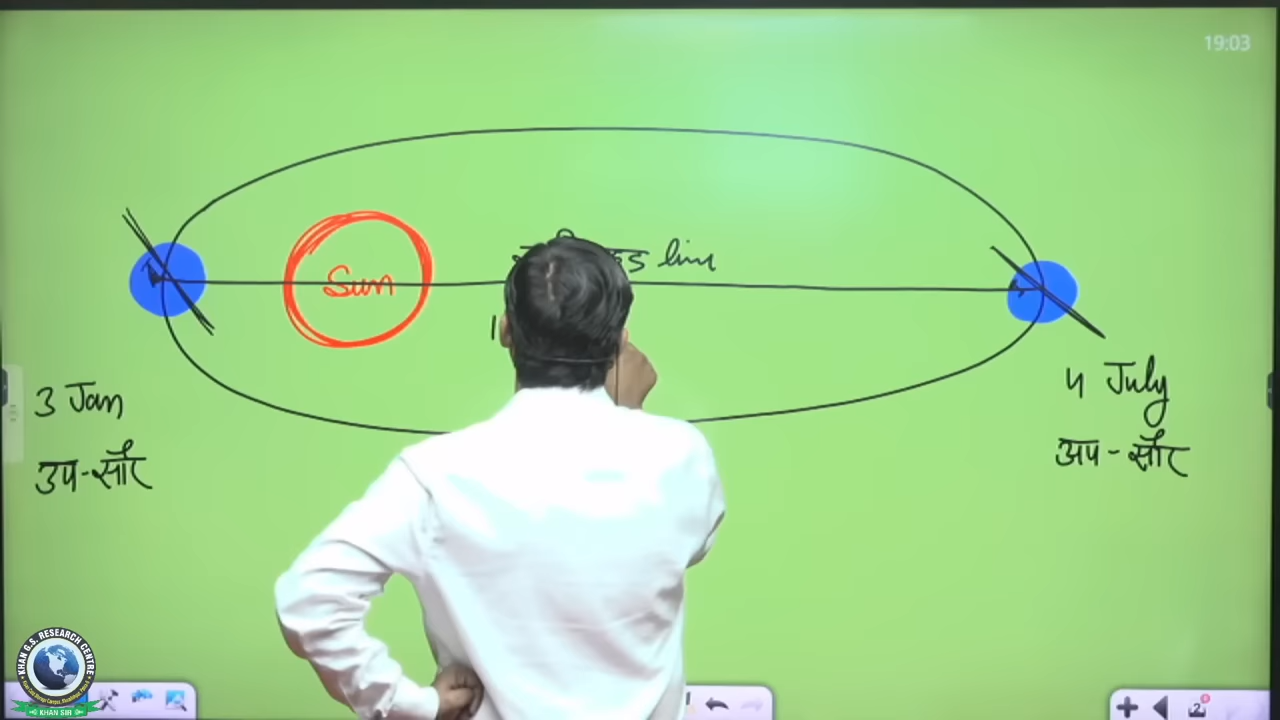 19:03
line
Sun
3 Jan
उप-सौर
4 July
अप-सौर
KHAN G.S. RESEARCH CENTRE
KHAN SIR